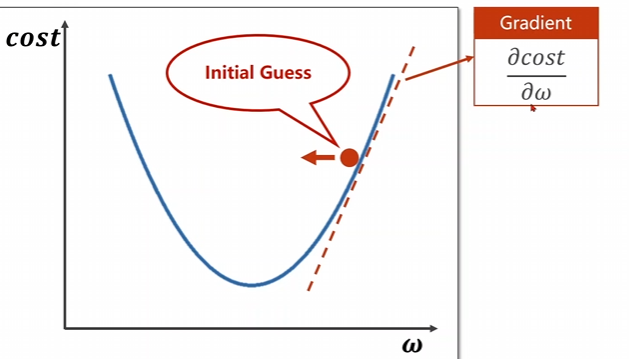 cost
Initial Guess
Gradient
∂cost
∂ω
ω